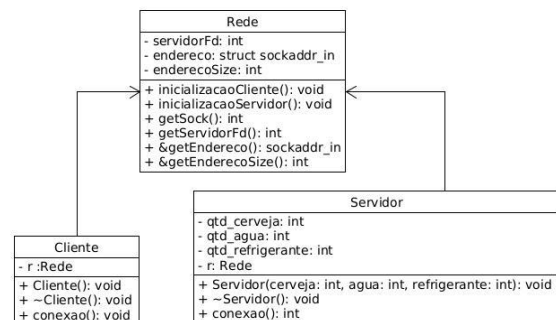 Rede
- servidorFd: int
- endereco: struct sockaddr_in
- enderecoSize: int
+ inicializacaoCliente(): void
+ inicializacaoServidor(): void
+ getSock(): int
+ getServidorFd(): int
+ &getEndereco(): sockaddr_in
+ &getEnderecoSize(): int
Cliente
- r :Rede
+ Cliente(): void
+ ~Cliente(): void
+ conexao(): void
Servidor
- qtd_cerveja: int
- qtd_agua: int
- qtd_refrigerante: int
- r: Rede
+ Servidor(cerveja: int, agua: int, refrigerante: int): void
+ ~Servidor(): void
+ conexao(): int